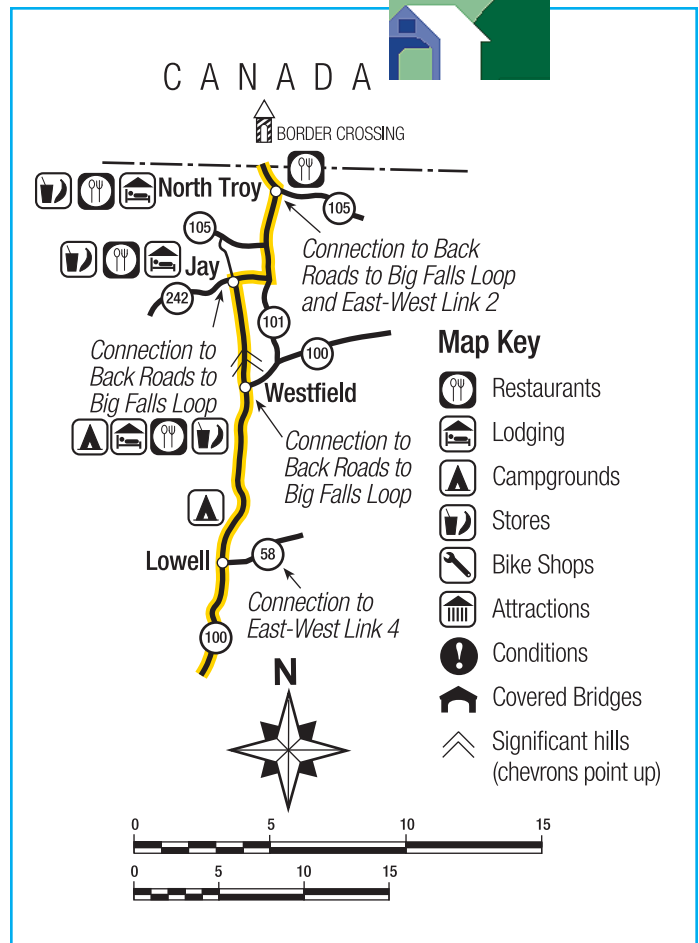 CANADA
BORDER CROSSING
North Troy
105
105
Connection to Back
Roads to Big Falls Loop
and East-West Link 2
Jay
242
101
100
Connection to
Back Roads to
Big Falls Loop
Westfield
Connection to
Back Roads to
Big Falls Loop
Lowell
58
Connection to
East-West Link 4
100
N
Map Key
Restaurants
Lodging
Campgrounds
Stores
Bike Shops
Attractions
Conditions
Covered Bridges
Significant hills
(chevrons point up)
0 5 10 15
0 5 10 15